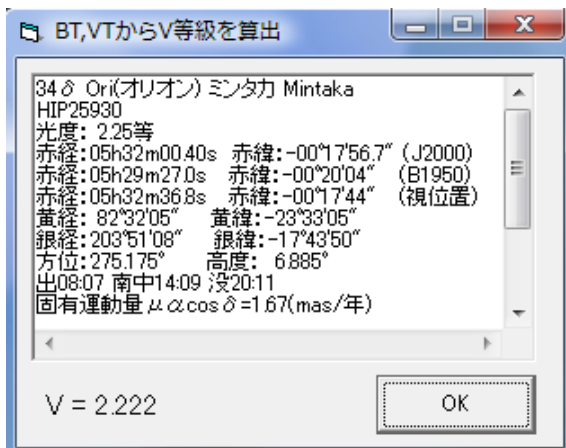 BT,VTからV等級を算出
34δ Ori(オリオン) ミンタカ Mintaka
HIP25930
光度: 2.25等
赤経:05h32m00.40s 赤緯:-00°17'56.7" (J2000)
赤経:05h29m27.0s 赤緯:-00°20'04" (B1950)
赤経:05h32m36.8s 赤緯:-00°17'44" (視位置)
黄経: 82°32'05" 黄緯:-23°33'05"
銀経:203°51'08" 銀緯:-17°43'50"
方位:275.175° 高度: 6.885°
出08:07 南中14:09 没20:11
固有運動量μαcosδ=1.67(mas/年)
V = 2.222
OK